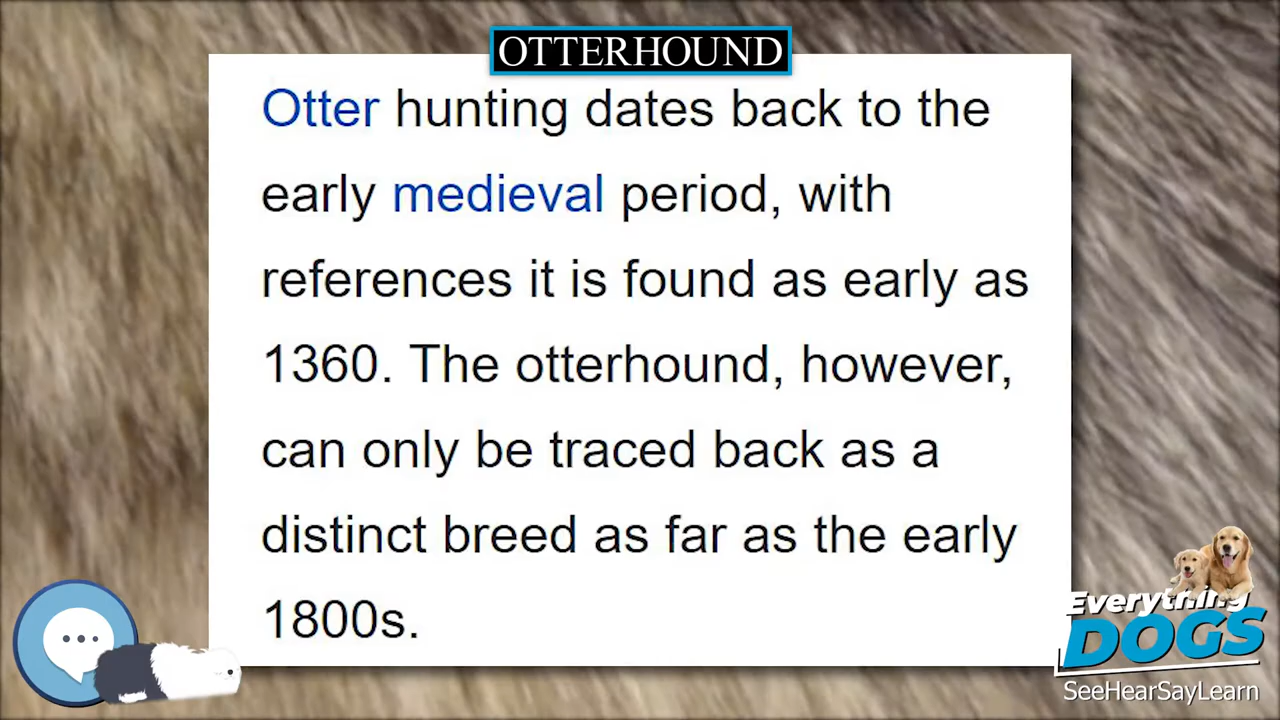 OTTERHOUND
Otter hunting dates back to the
early medieval period, with
references it is found as early as
1360. The otterhound, however,
can only be traced back as a
distinct breed as far as the early
1800s.
Everything
DOGS
SeeHearSayLearn